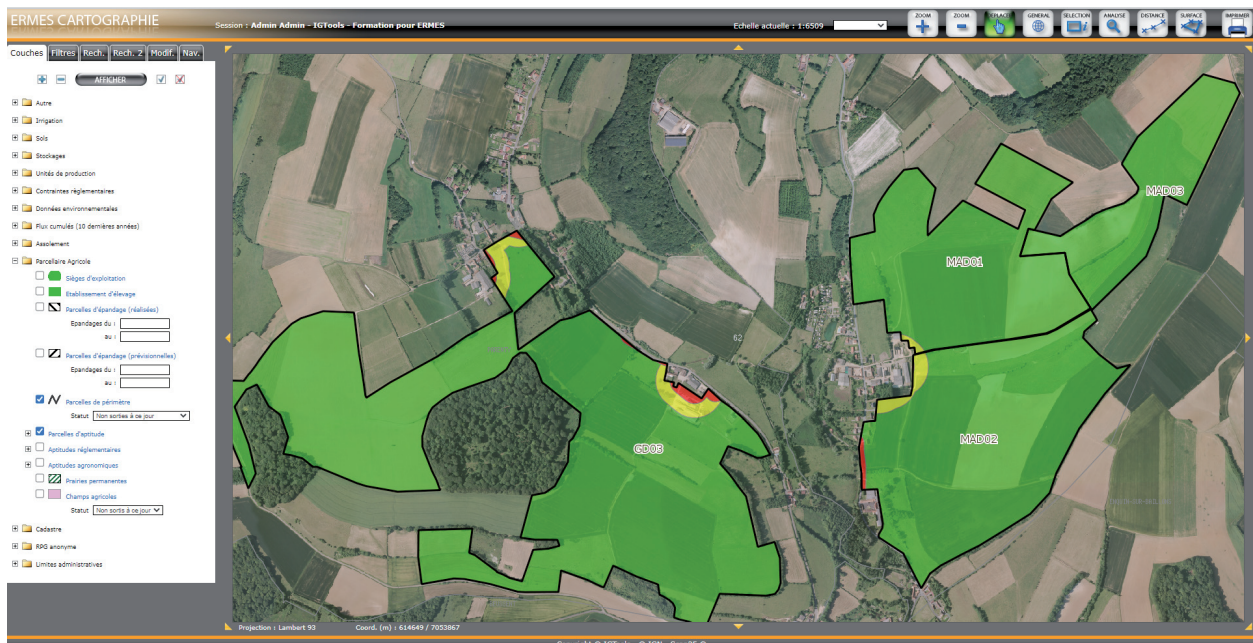 ERMES CARTOGRAPHIE
Session : Admin Admin - IGTools - Formation pour ERMES
Echelle actuelle : 1:6509
ZOOM
ZOOM
DEPLACE
GENERAL
SELECTION
ANALYSE
DISTANCE
SURFACE
IMPRIMER
Couches
Filtres
Rech.
Rech. 2
Modif.
Nav.
AFFICHER
Autre
Irrigation
Sols
Stockages
Unités de production
Contraintes règlementaires
Données environnementales
Flux cumulés (10 dernières années)
Assolement
Parcellaire Agricole
Sièges d'exploitation
Etablissement d'élevage
Parcelles d'épandage (réalisées)
Epandages du :
au :
Parcelles d'épandage (prévisionnelles)
Epandages du :
au :
Parcelles de périmètre
Statut Non sorties à ce jour
Parcelles d'aptitude
Aptitudes réglementaires
Aptitudes agronomiques
Prairies permanentes
Champs agricoles
Statut Non sortis à ce jour
Cadastre
RPG anonyme
Limites administratives
MAD03
MAD01
62
MAD02
GD03
Projection : Lambert 93
Coord. (m) : 614649 / 7053867